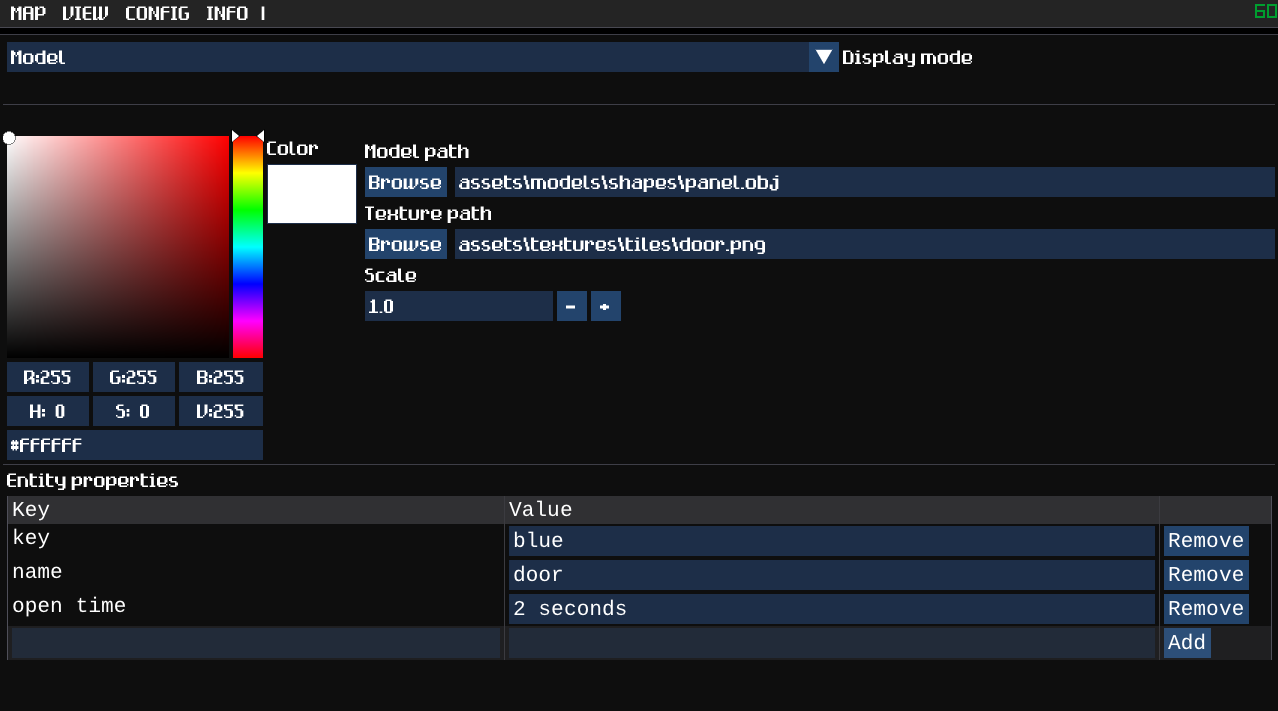 MAP VIEW CONFIG INFO |
60
Model
Display mode
Color
Model path
Browse assets\models\shapes\panel.obj
Texture path
Browse assets\textures\tiles\door.png
Scale
1.0 - +
R:255 G:255 B:255
H: 0 S: 0 V:255
#FFFFFF
Entity properties
Key Value
key blue Remove
name door Remove
open time 2 seconds Remove
Add